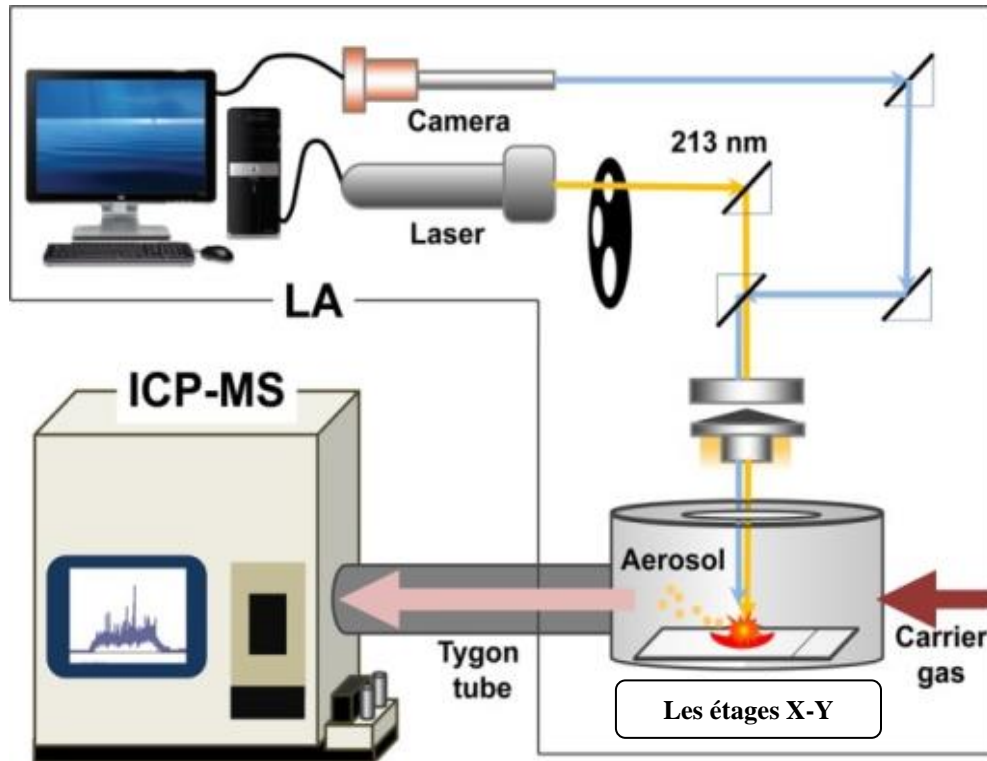 Camera
213 nm
Laser
LA
ICP-MS
Aerosol
Tygon
tube
Carrier
gas
Les étages X-Y